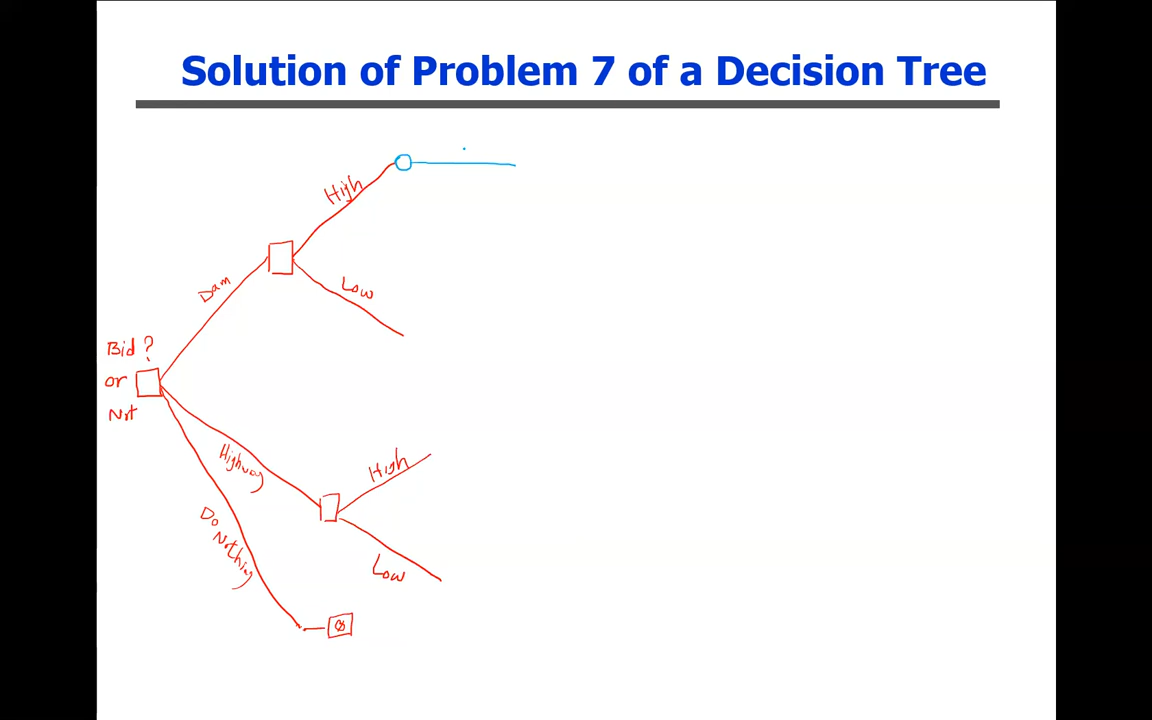 Solution of Problem 7 of a Decision Tree
High
Dam
Low
Bid ?
or
Not
High
Highway
Do
Nothing
Low
0